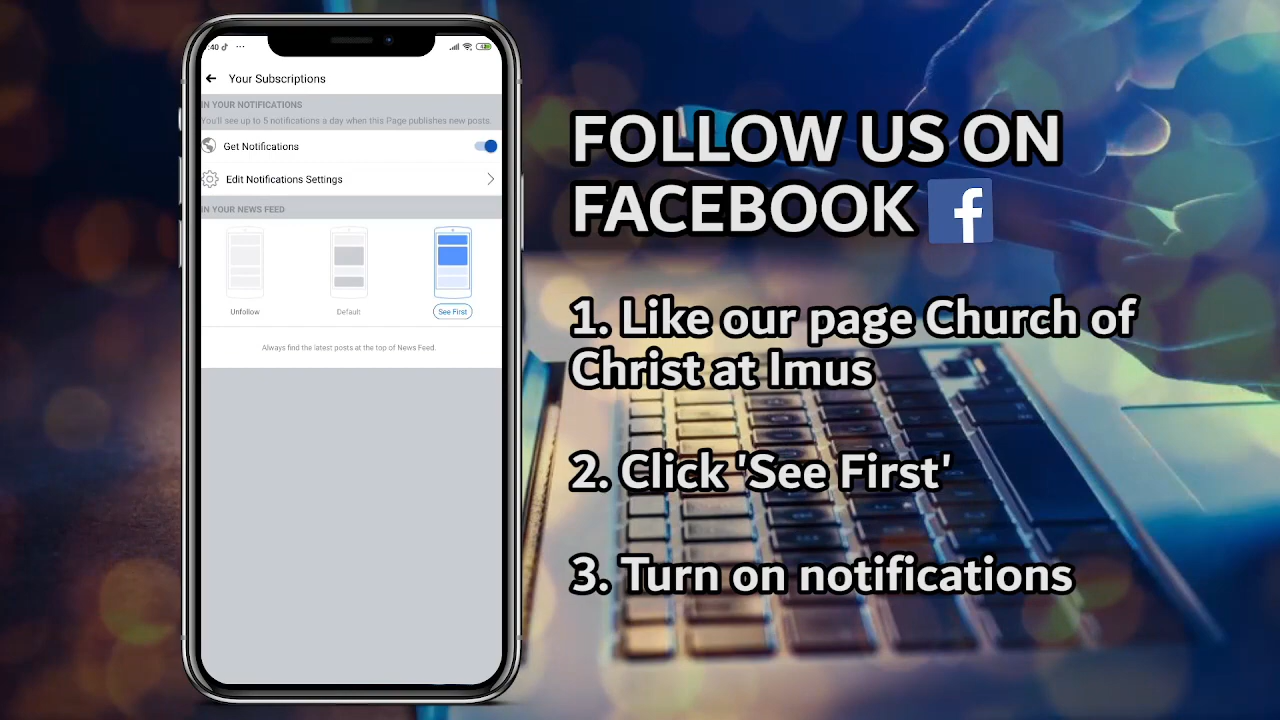 :40
Your Subscriptions
IN YOUR NOTIFICATIONS
You'll see up to 5 notifications a day when this Page publishes new posts.
Get Notifications
Edit Notifications Settings
IN YOUR NEWS FEED
Unfollow Default See First
Always find the latest posts at the top of News Feed.
FOLLOW US ON
FACEBOOK f
1. Like our page Church of
Christ at Imus
2. Click 'See First'
3. Turn on notifications